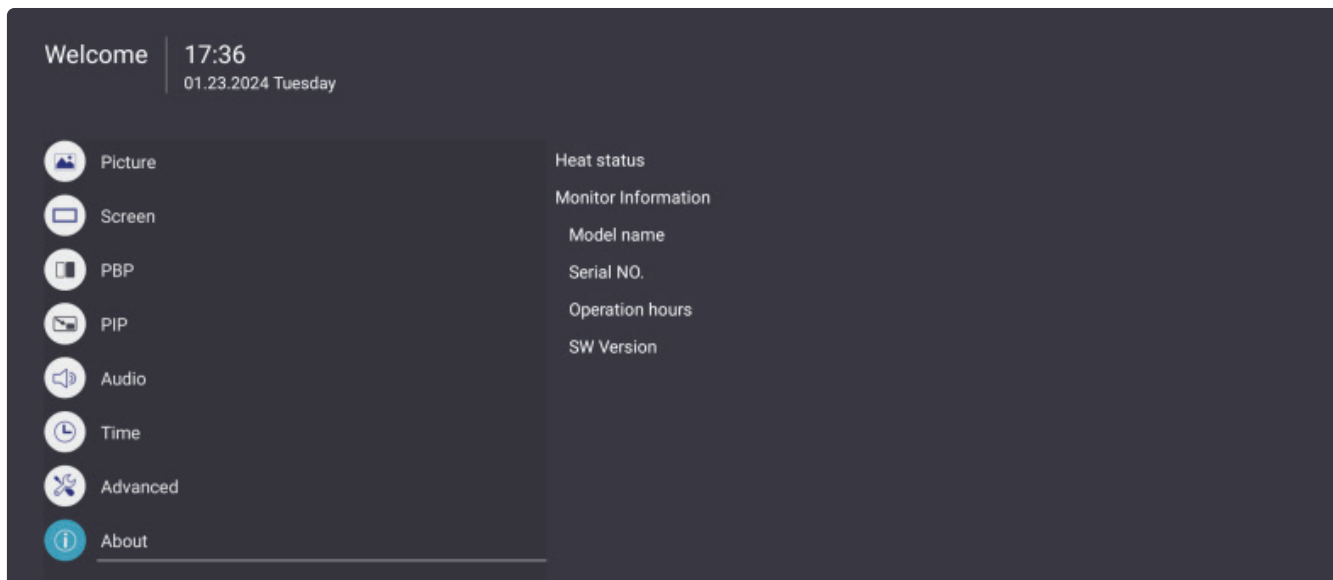 Welcome
17:36
01.23.2024 Tuesday
Picture
Screen
PBP
PIP
Audio
Time
Advanced
About
Heat status
Monitor Information
Model name
Serial NO.
Operation hours
SW Version